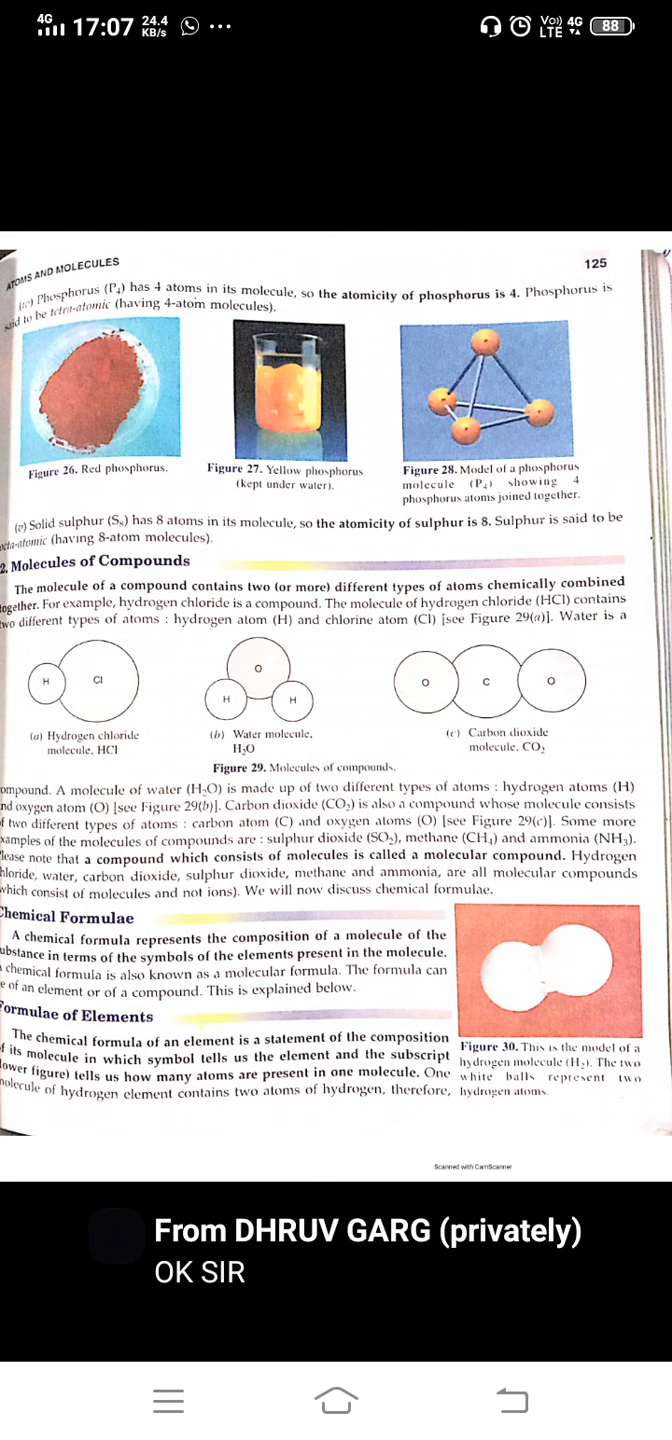 4G 17:07 24.4 KB/s ... Vo)) LTE 4G 88
ATOMS AND MOLECULES 125
(iv) Phosphorus (P₄) has 4 atoms in its molecule, so the atomicity of phosphorus is 4. Phosphorus is
said to be tetra-atomic (having 4-atom molecules).
Figure 26. Red phosphorus.
Figure 27. Yellow phosphorus
(kept under water).
Figure 28. Model of a phosphorus
molecule (P₄) showing 4
phosphorus atoms joined together.
(v) Solid sulphur (S₈) has 8 atoms in its molecule, so the atomicity of sulphur is 8. Sulphur is said to be
octa-atomic (having 8-atom molecules).
2. Molecules of Compounds
The molecule of a compound contains two (or more) different types of atoms chemically combined
together. For example, hydrogen chloride is a compound. The molecule of hydrogen chloride (HCl) contains
two different types of atoms : hydrogen atom (H) and chlorine atom (Cl) [see Figure 29(a)]. Water is a
H Cl
O
H H
O C O
(a) Hydrogen chloride
molecule, HCl
(b) Water molecule,
H₂O
(c) Carbon dioxide
molecule, CO₂
Figure 29. Molecules of compounds.
ompound. A molecule of water (H₂O) is made up of two different types of atoms : hydrogen atoms (H)
nd oxygen atom (O) [see Figure 29(b)]. Carbon dioxide (CO₂) is also a compound whose molecule consists
f two different types of atoms : carbon atom (C) and oxygen atoms (O) [see Figure 29(c)]. Some more
xamples of the molecules of compounds are : sulphur dioxide (SO₂), methane (CH₄) and ammonia (NH₃).
lease note that a compound which consists of molecules is called a molecular compound. Hydrogen
hloride, water, carbon dioxide, sulphur dioxide, methane and ammonia, are all molecular compounds
which consist of molecules and not ions). We will now discuss chemical formulae.
Chemical Formulae
A chemical formula represents the composition of a molecule of the
ubstance in terms of the symbols of the elements present in the molecule.
chemical formula is also known as a molecular formula. The formula can
e of an element or of a compound. This is explained below.
Formulae of Elements
The chemical formula of an element is a statement of the composition
f its molecule in which symbol tells us the element and the subscript
lower figure) tells us how many atoms are present in one molecule. One
molecule of hydrogen element contains two atoms of hydrogen, therefore,
Figure 30. This is the model of a
hydrogen molecule (H₂). The two
white balls represent two
hydrogen atoms.
Scanned with CamScanner
From DHRUV GARG (privately)
OK SIR